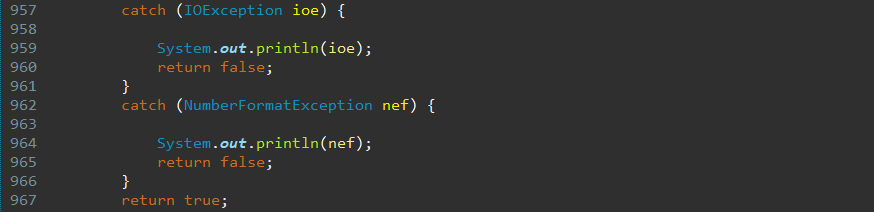 957 catch (IOException ioe) {
958
959 System.out.println(ioe);
960 return false;
961 }
962 catch (NumberFormatException nef) {
963
964 System.out.println(nef);
965 return false;
966 }
967 return true;